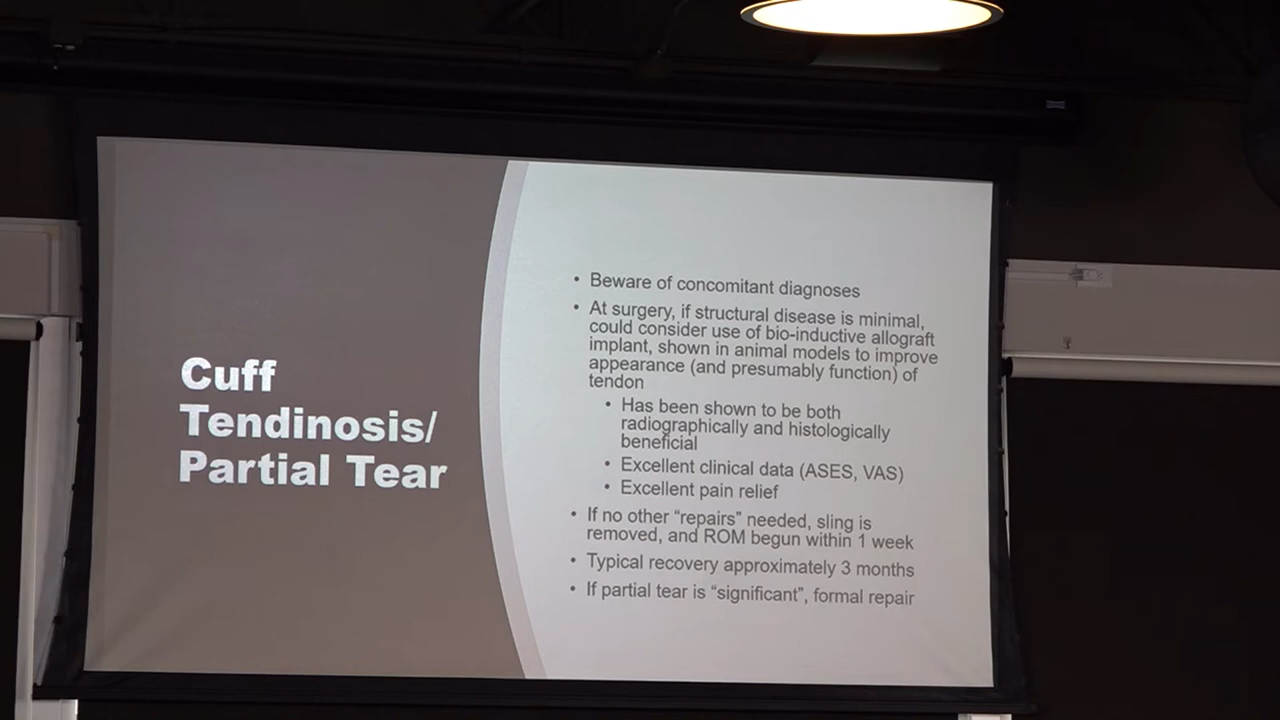 Cuff
Tendinosis/
Partial Tear
• Beware of concomitant diagnoses
• At surgery, if structural disease is minimal,
could consider use of bio-inductive allograft
implant, shown in animal models to improve
appearance (and presumably function) of
tendon
• Has been shown to be both
radiographically and histologically
beneficial
• Excellent clinical data (ASES, VAS)
• Excellent pain relief
• If no other “repairs” needed, sling is
removed, and ROM begun within 1 week
• Typical recovery approximately 3 months
• If partial tear is “significant”, formal repair